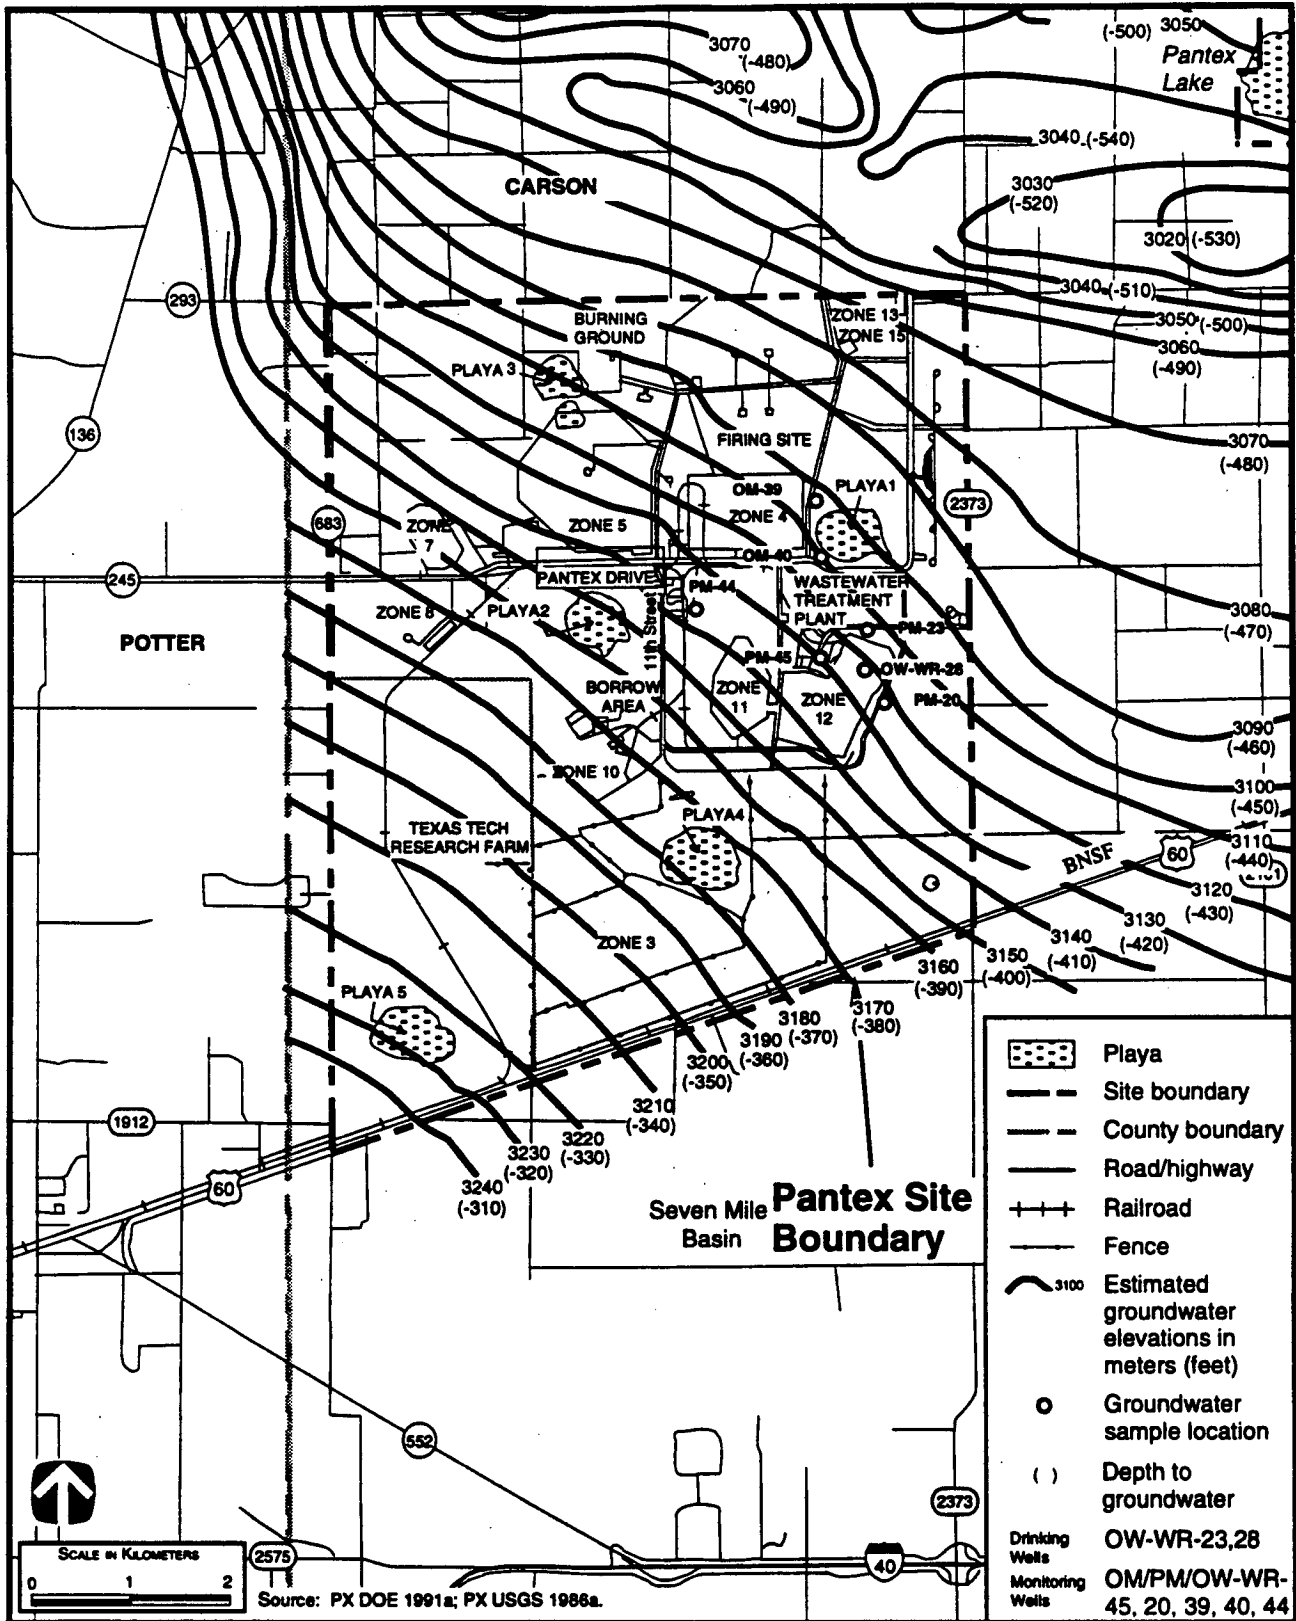 3070
(-480)
3060
(-490)
(-500) 3050
Pantex
Lake
3040 (-540)
3030
(-520)
3020 (-530)
CARSON
3040 (-510)
3050 (-500)
3060
(-490)
293
BURNING
GROUND
ZONE 13
ZONE 15
PLAYA 3
136
FIRING SITE
3070
(-480)
OM-39
PLAYA1
683
ZONE
7
ZONE 5
ZONE 4
2373
OM-40
245
PANTEX DRIVE
PM-44
WASTEWATER
TREATMENT
PLANT
ZONE 8
PLAYA2
11th Street
3080
(-470)
POTTER
PM-23
PM-45
OW-WR-28
BORROW
AREA
ZONE
11
ZONE
12
PM-20
3090
(-460)
ZONE 10
3100
(-450)
TEXAS TECH
RESEARCH FARM
PLAYA4
3110
(-440)
BNSF
60
3120
(-430)
3130
(-420)
3140
(-410)
3150
(-400)
3160
(-390)
ZONE 3
PLAYA 5
3170
(-380)
3180
(-370)
3190
(-360)
3200
(-350)
3210
(-340)
3220
(-330)
3230
(-320)
3240
(-310)
1912
60
Seven Mile
Basin
Pantex Site
Boundary
552
2373
2575
40
Playa
Site boundary
County boundary
Road/highway
Railroad
Fence
3100 Estimated
groundwater
elevations in
meters (feet)
Groundwater
sample location
( ) Depth to
groundwater
Drinking
Wells
OW-WR-23,28
Monitoring
Wells
OM/PM/OW-WR-
45, 20, 39, 40, 44
SCALE IN KILOMETERS
0 1 2
Source: PX DOE 1991a; PX USGS 1986a.